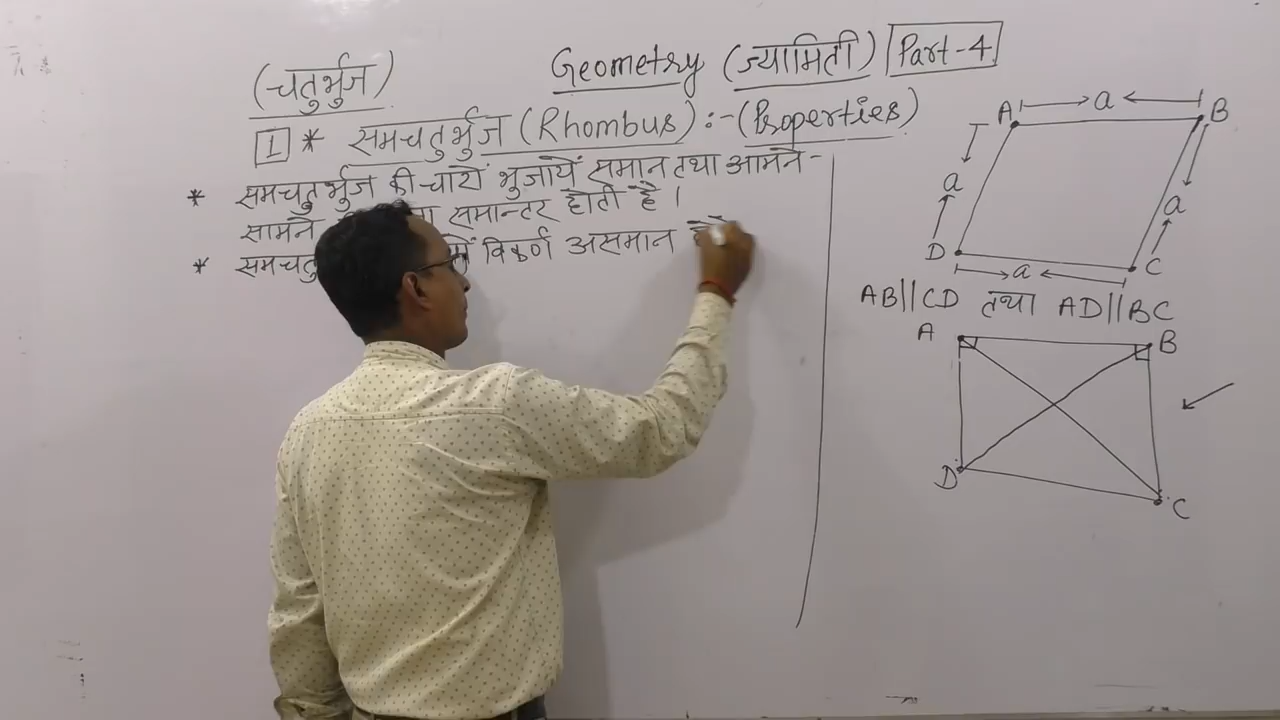 (चतुर्भुज)
Geometry (ज्यामिती) Part-4
1 * समचतुर्भुज (Rhombus) :- (Properties)
* समचतुर्भुज की चारों भुजायें समान तथा आमने-
सामने समान्तर होती है।
* में विकर्ण असमान
A a B
a a
D a C
AB||CD तथा AD||BC
A B
D C